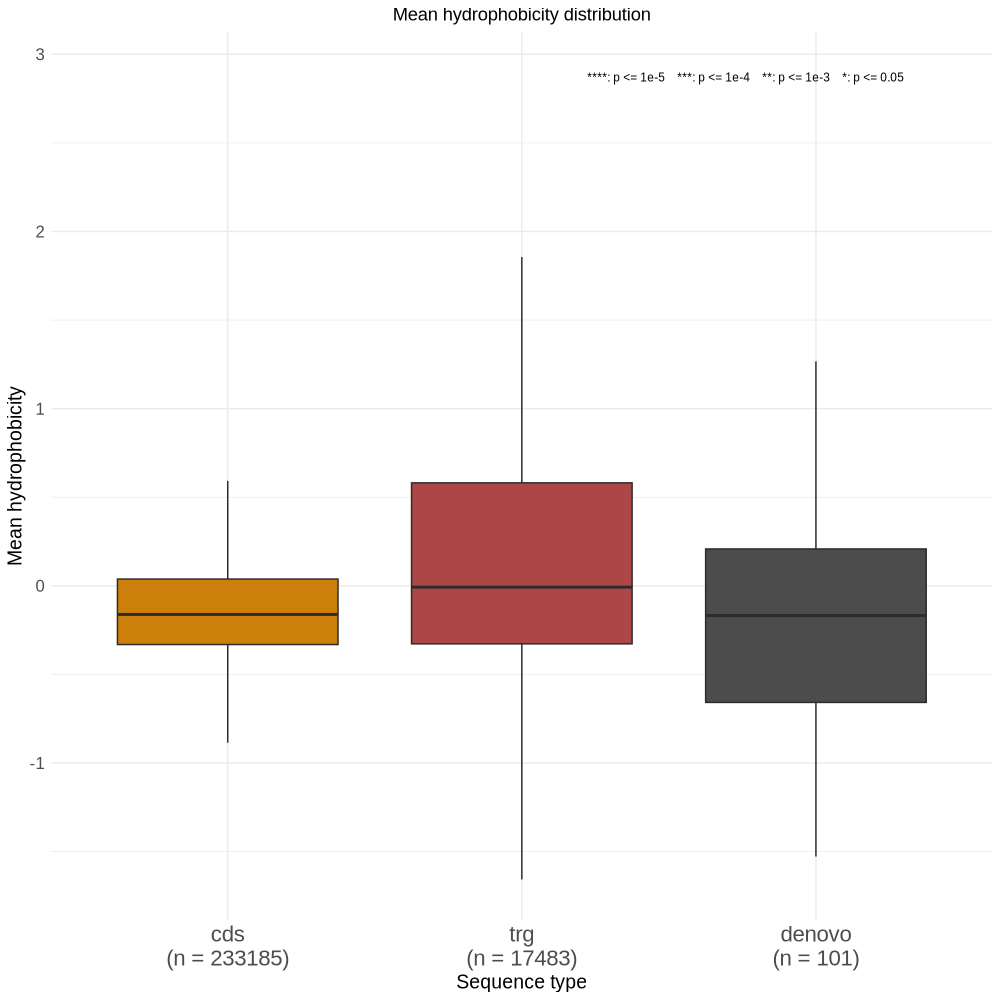 Mean hydrophobicity distribution
****: p <= 1e-5   ***: p <= 1e-4   **: p <= 1e-3   *: p <= 0.05
3
2
1
0
-1
Mean hydrophobicity
cds
(n = 233185)
trg
(n = 17483)
denovo
(n = 101)
Sequence type